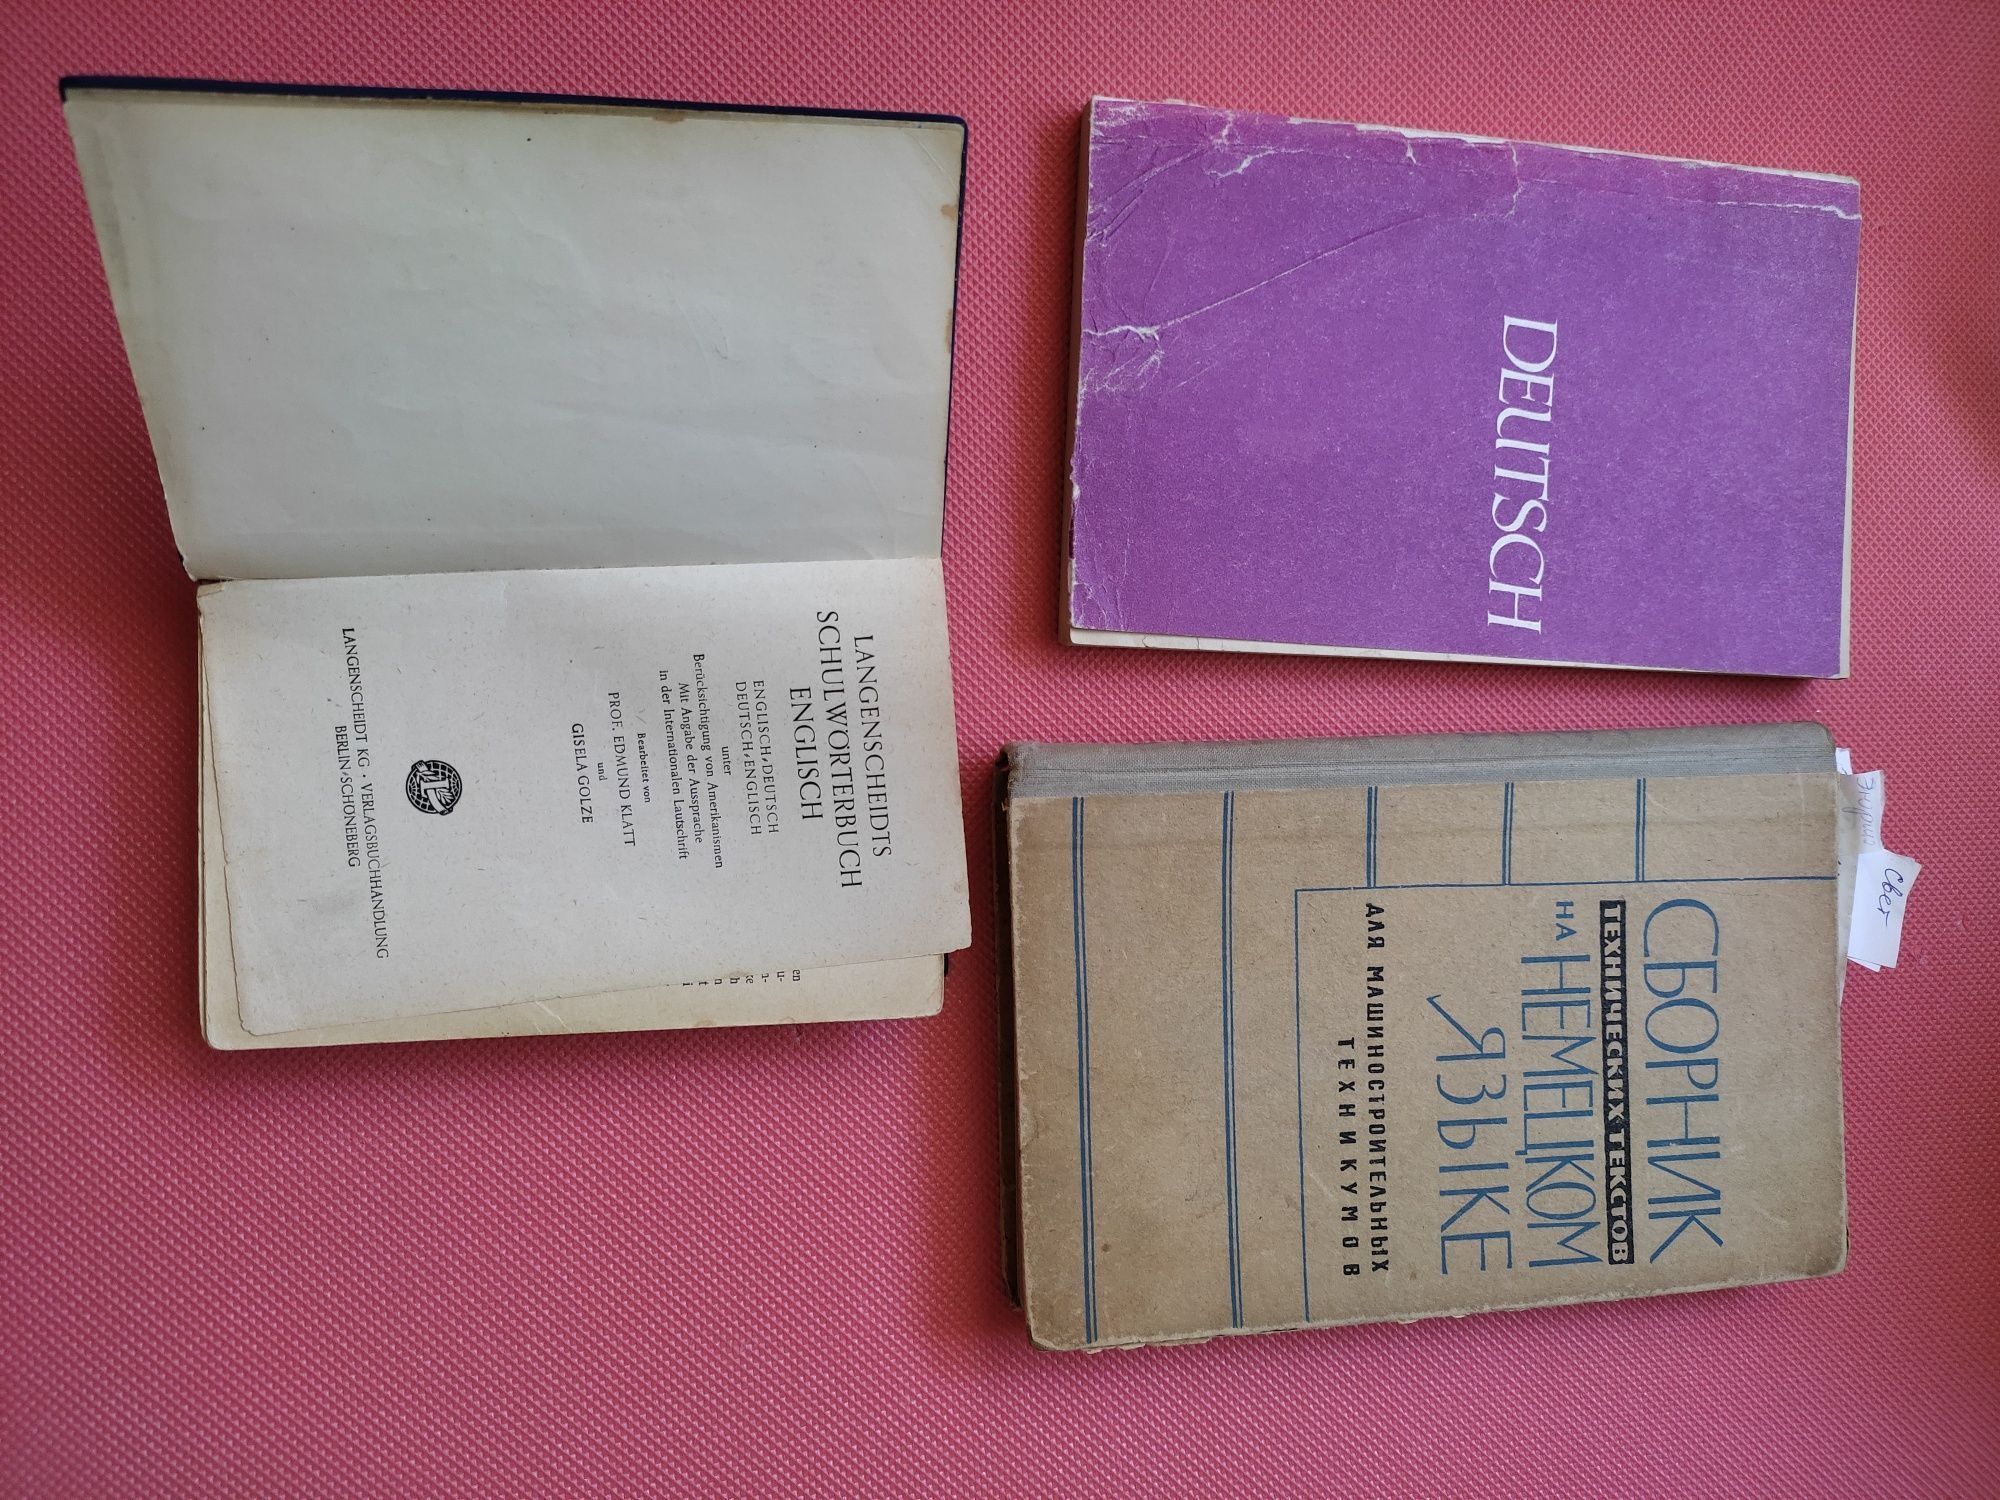 LANGENSCHEIDTS
SCHULWÖRTERBUCH
ENGLISCH
ENGLISCH-DEUTSCH
DEUTSCH-ENGLISCH
unter
Berücksichtigung von Amerikanismen
Mit Angabe der Aussprache
in der Internationalen Lautschrift
Bearbeitet von
PROF. EDMUND KLATT
und
GISELA GOLZE
LANGENSCHEIDT KG · VERLAGSBUCHHANDLUNG
BERLIN-SCHÖNEBERG
DEUTSCH
Свет
СБОРНИК
ТЕХНИЧЕСКИХ ТЕКСТОВ
НА НЕМЕЦКОМ
ЯЗЫКЕ
ДЛЯ МАШИНОСТРОИТЕЛЬНЫХ
ТЕХНИКУМОВ